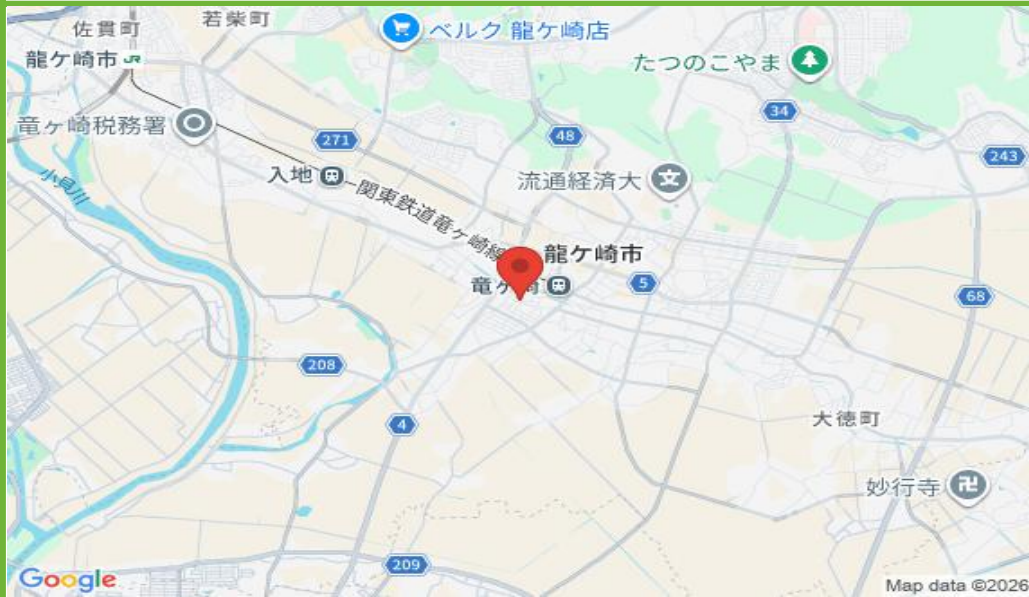 佐貫町
若柴町
ベルク 龍ケ崎店
龍ケ崎市 JR
たつのこやま
竜ヶ崎税務署
34
271
48
243
入地
流通経済大
文
小貝川
関東鉄道竜ヶ崎線
龍ケ崎市
5
68
208
4
大徳町
妙行寺
卍
209
Google
Map data ©2026